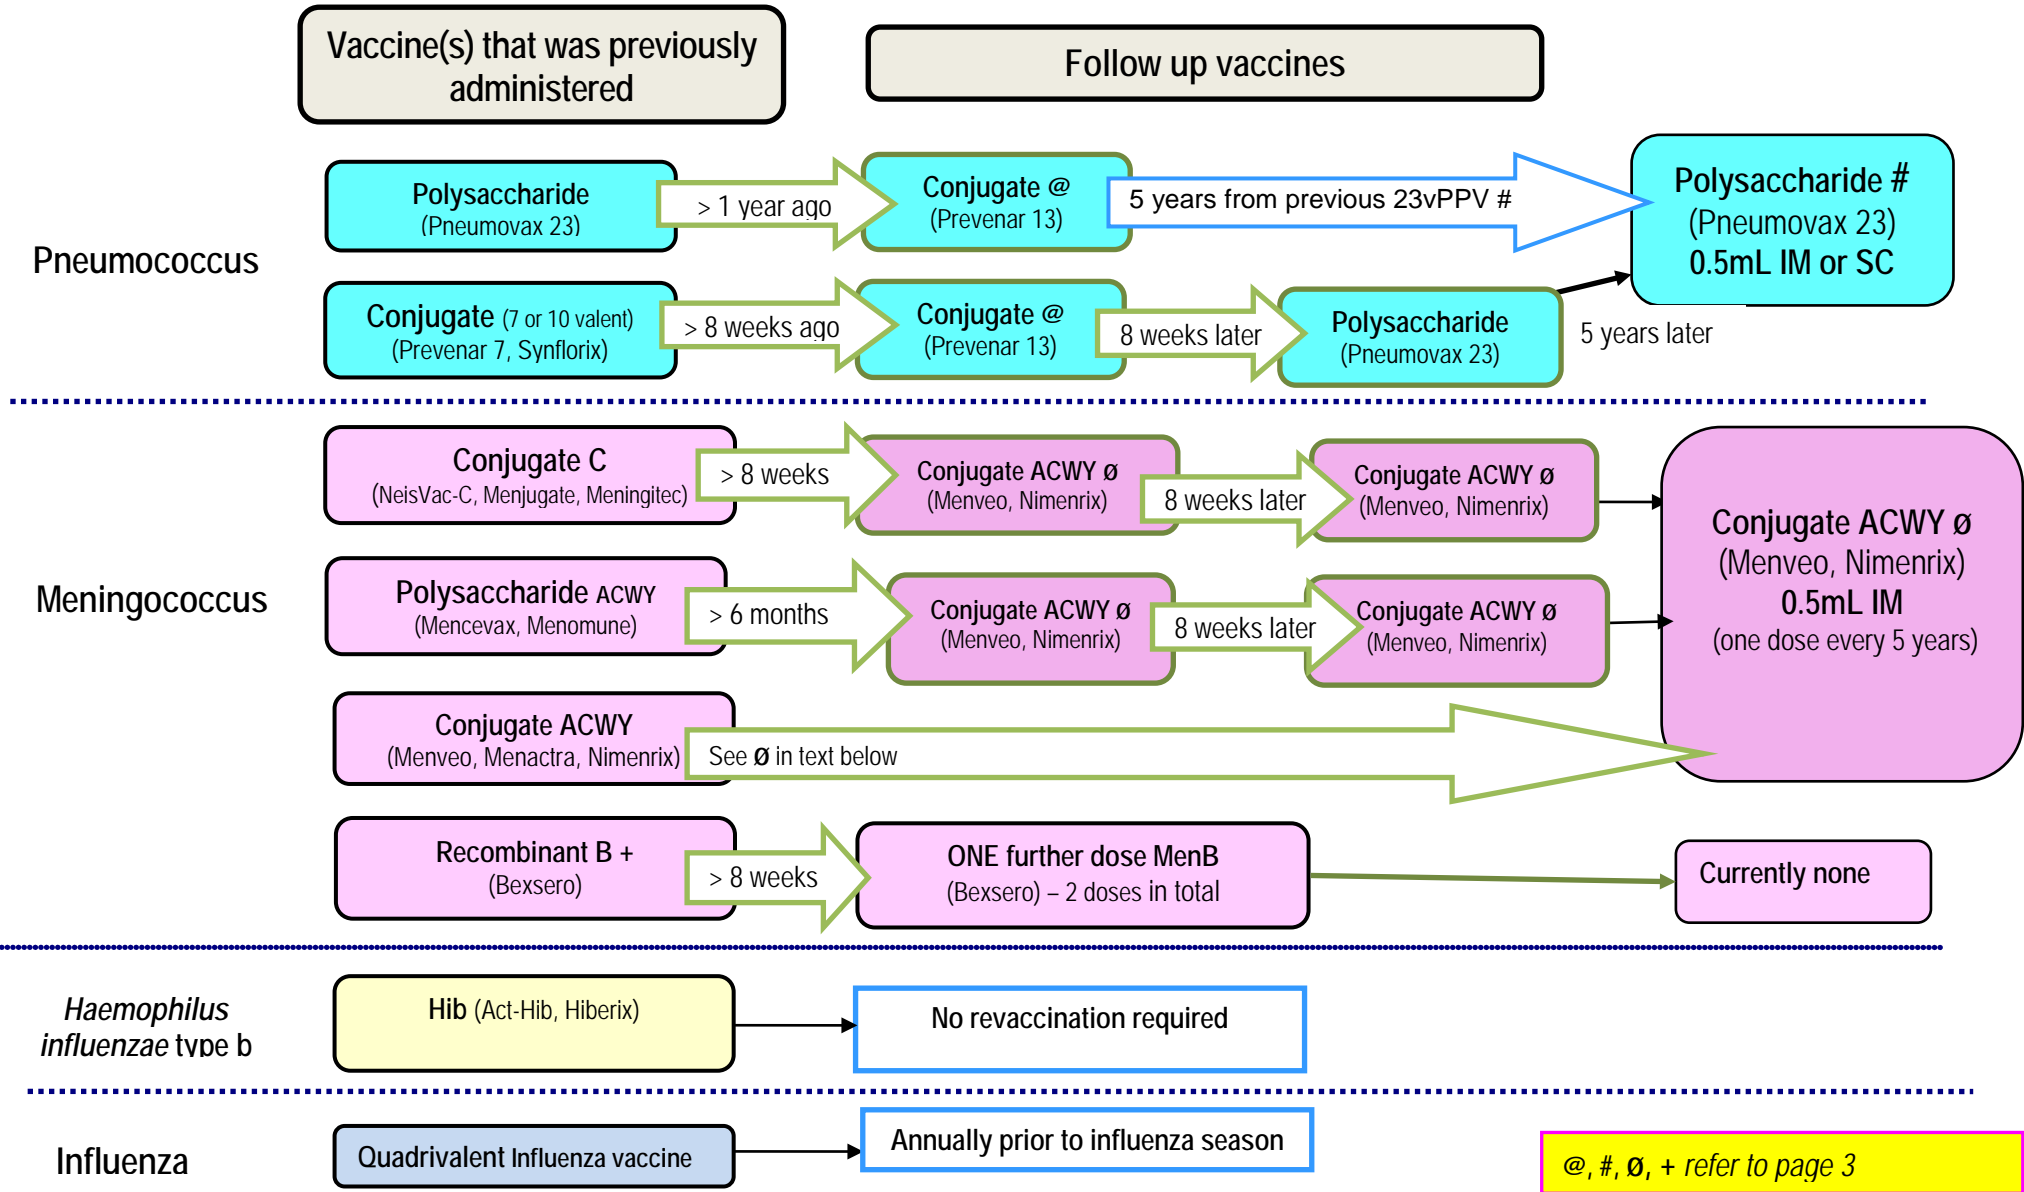 Vaccine(s) that was previously
administered
Follow up vaccines
Pneumococcus
Polysaccharide
(Pneumovax 23)
> 1 year ago
Conjugate @
(Prevenar 13)
5 years from previous 23vPPV #
Polysaccharide #
(Pneumovax 23)
0.5mL IM or SC
Conjugate (7 or 10 valent)
(Prevenar 7, Synflorix)
> 8 weeks ago
Conjugate @
(Prevenar 13)
8 weeks later
Polysaccharide
(Pneumovax 23)
5 years later
Meningococcus
Conjugate C
(NeisVac-C, Menjugate, Meningitec)
> 8 weeks
Conjugate ACWY ø
(Menveo, Nimenrix)
8 weeks later
Conjugate ACWY ø
(Menveo, Nimenrix)
Conjugate ACWY ø
(Menveo, Nimenrix)
0.5mL IM
(one dose every 5 years)
Polysaccharide ACWY
(Mencevax, Menomune)
> 6 months
Conjugate ACWY ø
(Menveo, Nimenrix)
8 weeks later
Conjugate ACWY ø
(Menveo, Nimenrix)
Conjugate ACWY
(Menveo, Menactra, Nimenrix)
See ø in text below
Recombinant B +
(Bexsero)
> 8 weeks
ONE further dose MenB
(Bexsero) – 2 doses in total
Currently none
Haemophilus
influenzae type b
Hib (Act-Hib, Hiberix)
No revaccination required
Influenza
Quadrivalent Influenza vaccine
Annually prior to influenza season
@, #, ø, + refer to page 3